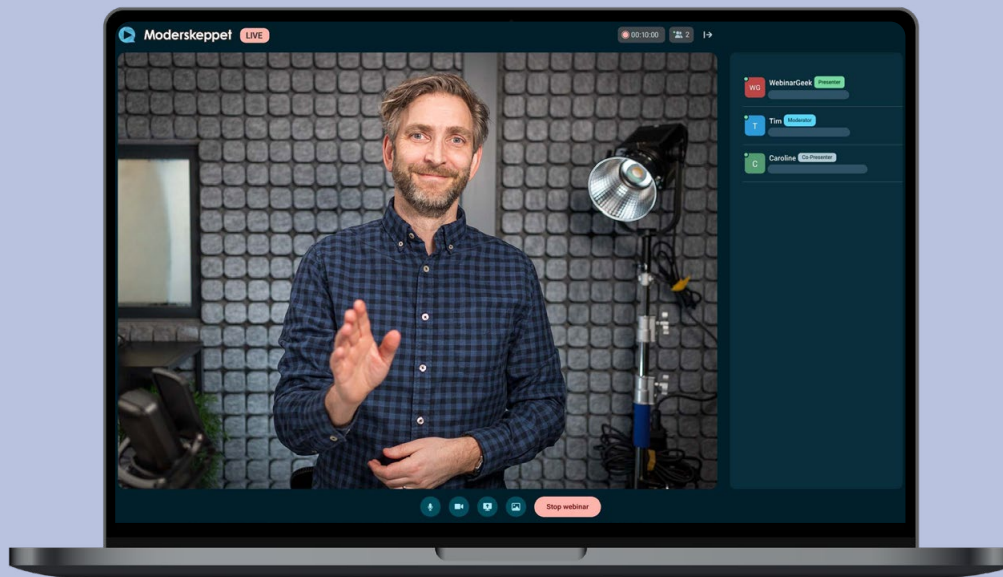 Moderskeppet LIVE 00:10:00 2
WG WebinarGeek Presenter
T Tim Moderator
C Caroline Co-Presenter
Stop webinar